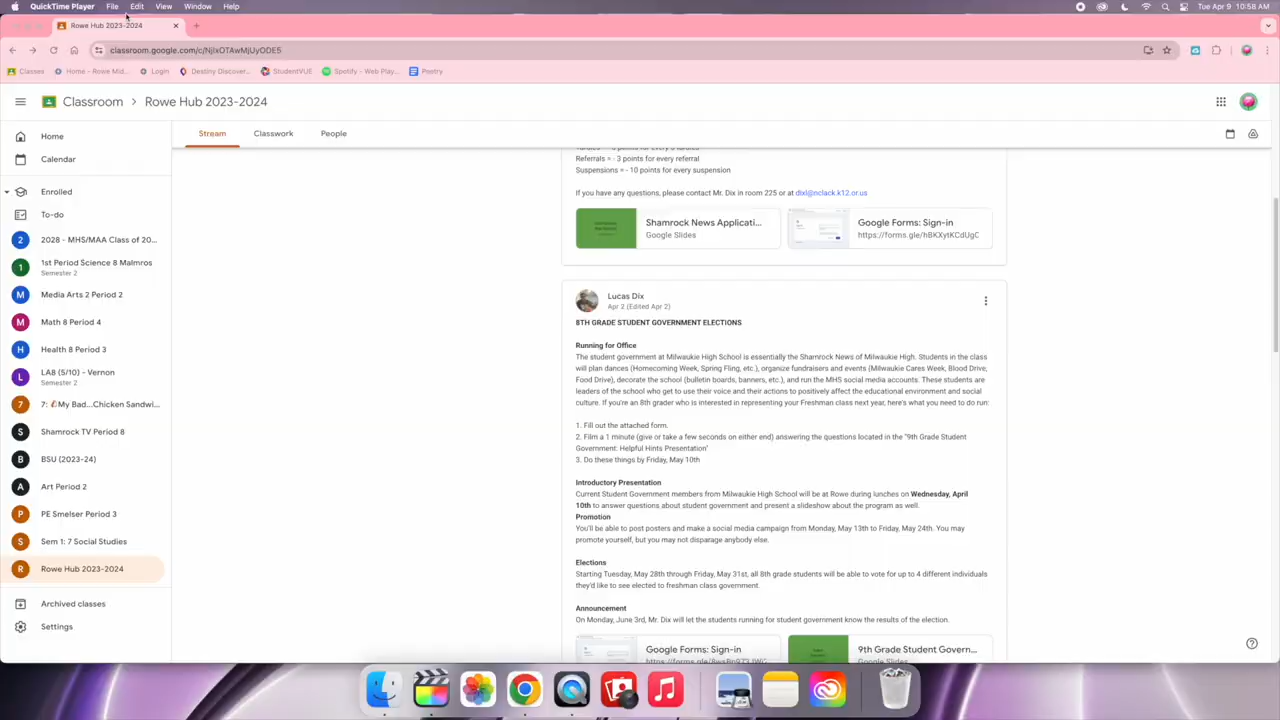 QuickTime Player File Edit View Window Help Tue Apr 9 10:58 AM
Rowe Hub 2023-2024
classroom.google.com/c/NjIxOTAwMjUyODE5
Classes Home - Rowe Mid... Login Destiny Discover... StudentVUE Spotify - Web Play... Prentry
Classroom > Rowe Hub 2023-2024
Stream Classwork People
Home
Calendar
Enrolled
To-do
2 2028 - MHS/MAA Class of 20...
1 1st Period Science 8 Malmros
Semester 2
M Media Arts 2 Period 2
M Math 8 Period 4
H Health 8 Period 3
L LA8 (5/10) - Vernon
Semester 2
7 7: 🔥My Bad...Chicken Sandwi...
S Shamrock TV Period 8
B BSU (2023-24)
A Art Period 2
P PE Smelser Period 3
S Sem 1: 7 Social Studies
R Rowe Hub 2023-2024
Archived classes
Settings
Referrals = - 3 points for every referral
Suspensions = - 10 points for every suspension
If you have any questions, please contact Mr. Dix in room 225 or at dixl@nclack.k12.or.us
Shamrock News Applicati...
Google Slides
Google Forms: Sign-in
https://forms.gle/hBKXytKCdUgC
Lucas Dix
Apr 2 (Edited Apr 2)
8TH GRADE STUDENT GOVERNMENT ELECTIONS
Running for Office
The student government at Milwaukie High School is essentially the Shamrock News of Milwaukie High. Students in the class
will plan dances (Homecoming Week, Spring Fling, etc.), organize fundraisers and events (Milwaukie Cares Week, Blood Drive,
Food Drive), decorate the school (bulletin boards, banners, etc.), and run the MHS social media accounts. These students are
leaders of the school who get to use their voice and their actions to positively affect the educational environment and social
culture. If you're an 8th grader who is interested in representing your Freshman class next year, here's what you need to do run:
1. Fill out the attached form.
2. Film a 1 minute (give or take a few seconds on either end) answering the questions located in the "9th Grade Student
Government: Helpful Hints Presentation"
3. Do these things by Friday, May 10th
Introductory Presentation
Current Student Government members from Milwaukie High School will be at Rowe during lunches on Wednesday, April
10th to answer questions about student government and present a slideshow about the program as well.
Promotion
You'll be able to post posters and make a social media campaign from Monday, May 13th to Friday, May 24th. You may
promote yourself, but you may not disparage anybody else.
Elections
Starting Tuesday, May 28th through Friday, May 31st, all 8th grade students will be able to vote for up to 4 different individuals
they'd like to see elected to freshman class government.
Announcement
On Monday, June 3rd, Mr. Dix will let the students running for student government know the results of the election.
Google Forms: Sign-in
9th Grade Student Govern...
Google Slides